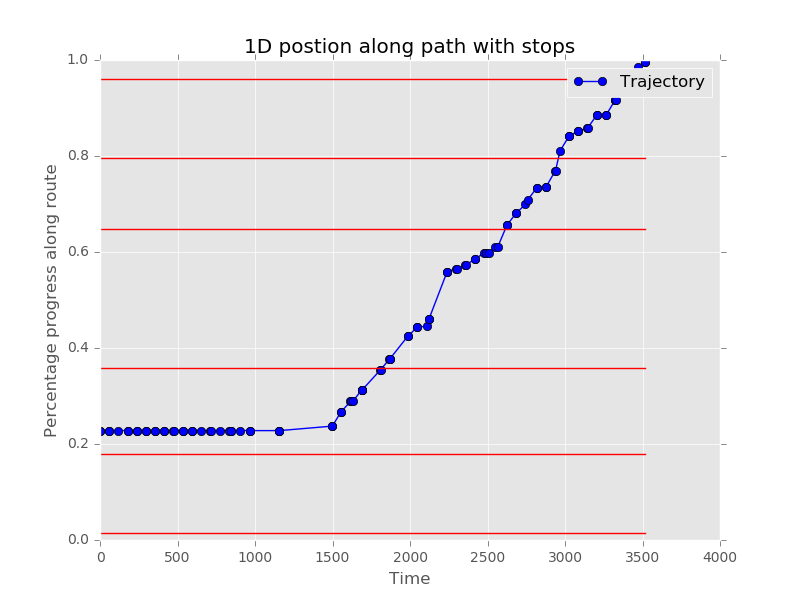 1D postion along path with stops
Trajectory
1.0
0.8
0.6
0.4
0.2
0.0
Percentage progress along route
0 500 1000 1500 2000 2500 3000 3500 4000
Time